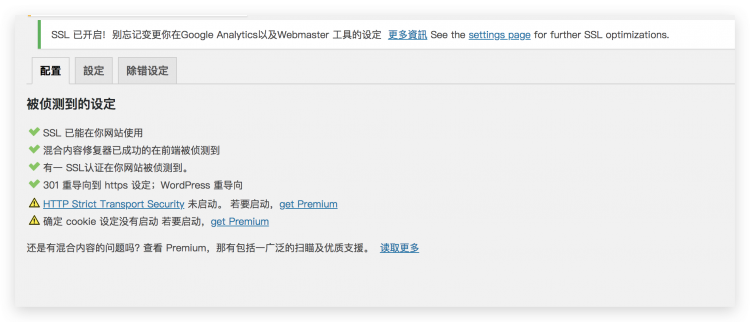 SSL 已开启！别忘记变更你在Google Analytics以及Webmaster 工具的设定 更多資訊 See the settings page for further SSL optimizations.
配置 設定 除错设定
被侦测到的设定
SSL 已能在你网站使用
混合内容修复器已成功的在前端被侦测到
有一 SSL认证在你网站被侦测到。
301 重导向到 https 设定；WordPress 重导向
HTTP Strict Transport Security 未启动。 若要启动，get Premium
确定 cookie 设定没有启动 若要启动，get Premium
还是有混合内容的问题吗? 查看 Premium，那有包括一广泛的扫瞄及优质支援。 读取更多